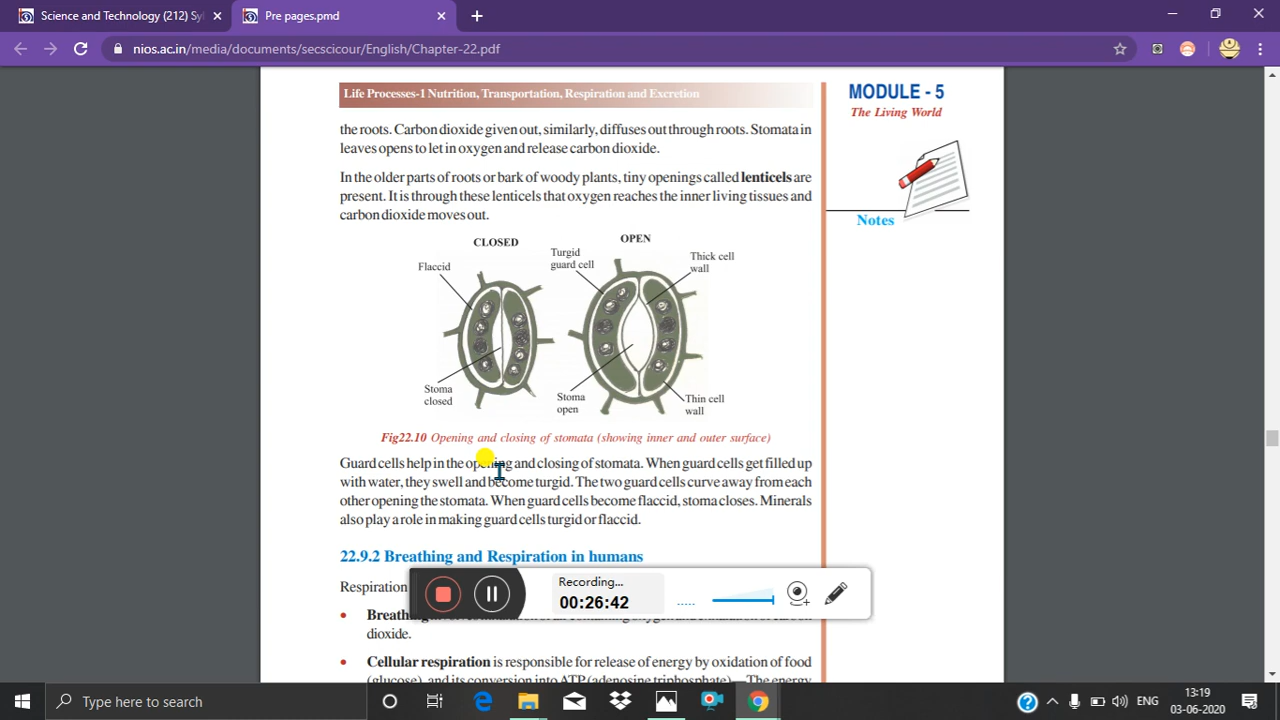 Science and Technology (212) Sy
Pre pages.pmd
nios.ac.in/media/documents/secscicour/English/Chapter-22.pdf
Life Processes-1 Nutrition, Transportation, Respiration and Excretion
MODULE - 5
The Living World
Notes
the roots. Carbon dioxide given out, similarly, diffuses out through roots. Stomata in
leaves opens to let in oxygen and release carbon dioxide.
In the older parts of roots or bark of woody plants, tiny openings called lenticels are
present. It is through these lenticels that oxygen reaches the inner living tissues and
carbon dioxide moves out.
CLOSED
OPEN
Flaccid
Turgid
guard cell
Thick cell
wall
Stoma
closed
Stoma
open
Thin cell
wall
Fig22.10 Opening and closing of stomata (showing inner and outer surface)
Guard cells help in the opening and closing of stomata. When guard cells get filled up
with water, they swell and become turgid. The two guard cells curve away from each
other opening the stomata. When guard cells become flaccid, stoma closes. Minerals
also play a role in making guard cells turgid or flaccid.
22.9.2 Breathing and Respiration in humans
Respiration
Recording...
00:26:42
dioxide.
Cellular respiration is responsible for release of energy by oxidation of food
(glucose), and its conversion into ATP (adenosine triphosphate)— The energy
Type here to search
ENG
13:19
03-06-2020